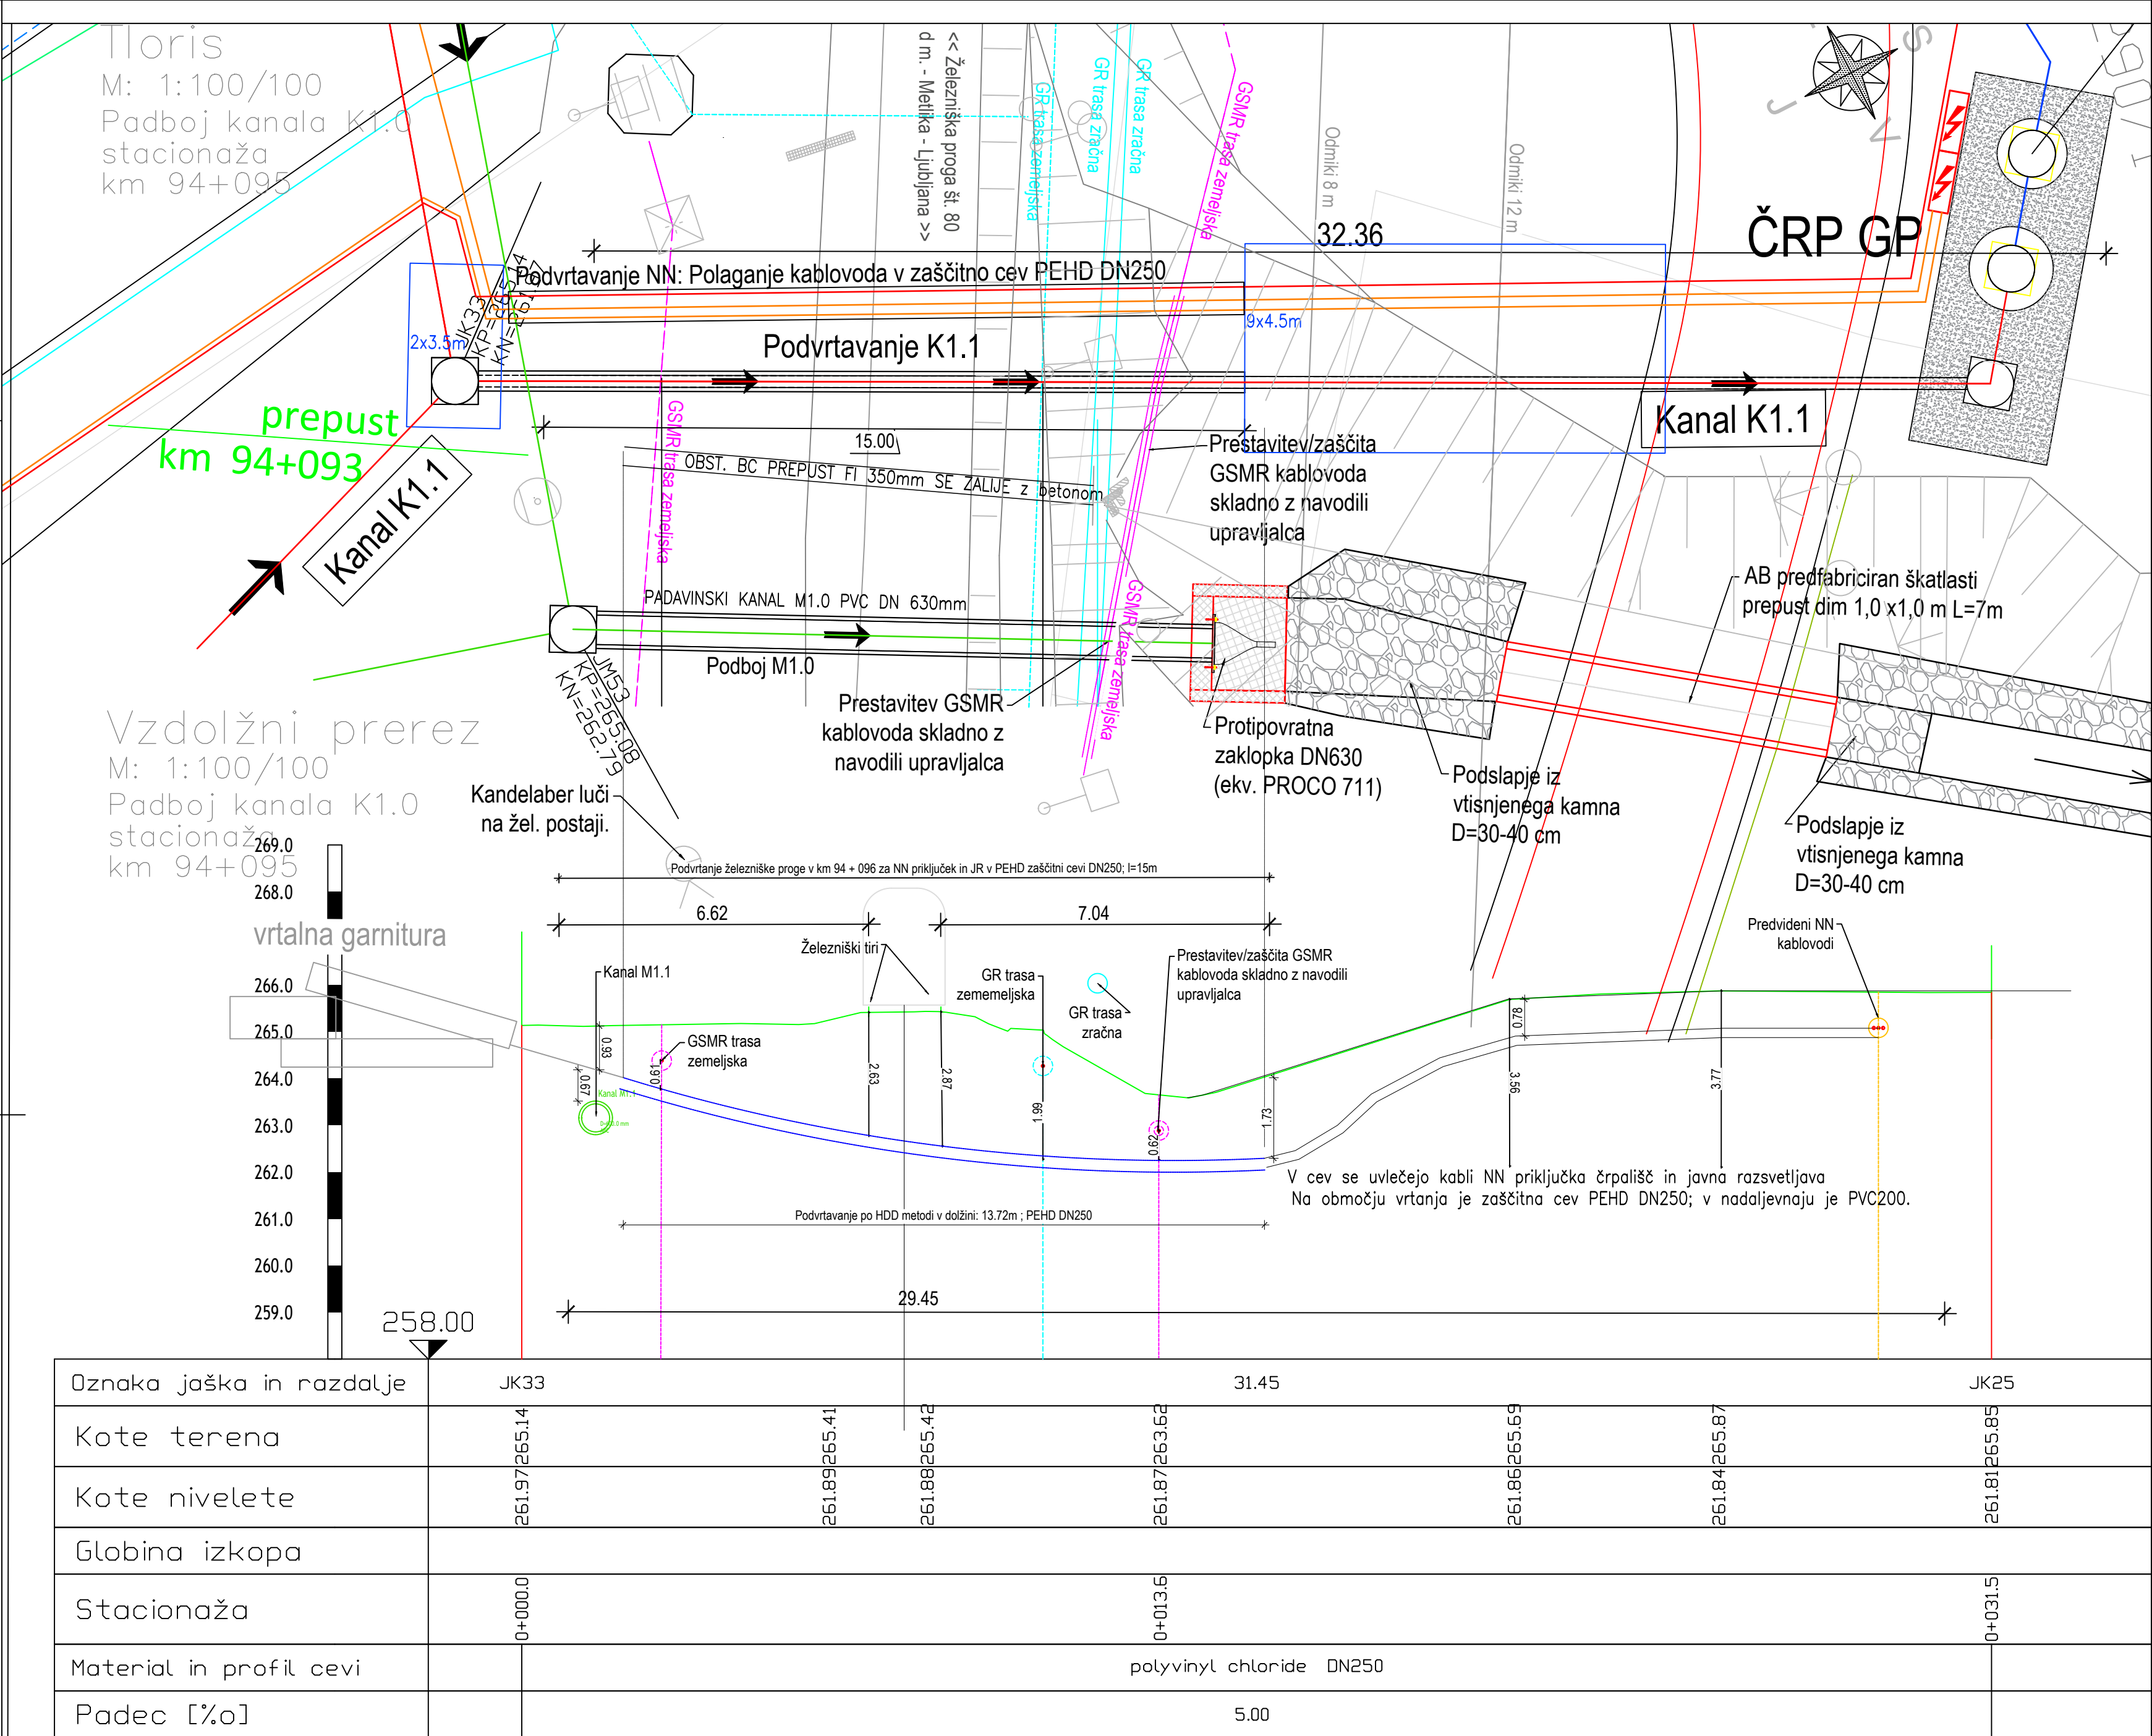 Tloris
M: 1:100/100
Padboj kanala K1.0
stacionaža
km 94+095
<< Železniška proga št. 80
d m. - Metlika - Ljubljana >>
GR trasa zemeljska
GR trasa zračna
GR trasa zračna
GSMR trasa zemeljska
Odmiki 8 m
Odmiki 12 m
S
J
V
32.36
ČRP GP
Podvrtavanje NN: Polaganje kablovoda v zaščitno cev PEHD DN250
JK33
2x3.5m
9x4.5m
Podvrtavanje K1.1
Kanal K1.1
prepust
km 94+093
Kanal K1.1
15.00
GSMR trasa zemeljska
OBST. BC PREPUST FI 350mm SE ZALIJE z betonom
Prestavitev/zaščita
GSMR kablovoda
skladno z navodili
upravljalca
AB predfabriciran škatlasti
prepust dim 1,0 x1,0 m L=7m
PADAVINSKI KANAL M1.0 PVC DN 630mm
Podboj M1.0
GSMR trasa zemeljska
JM53
KP=265.08
KN=262.79
Prestavitev GSMR
kablovoda skladno z
navodili upravljalca
Protipovratna
zaklopka DN630
(ekv. PROCO 711)
Podslapje iz
vtisnjenega kamna
D=30-40 cm
Podslapje iz
vtisnjenega kamna
D=30-40 cm
Vzdolžni prerez
M: 1:100/100
Padboj kanala K1.0
stacionaža
km 94+095
Kandelaber luči
na žel. postaji.
Podvrtanje železniške proge v km 94 + 096 za NN priključek in JR v PEHD zaščitni cevi DN250; l=15m
6.62
7.04
269.0
268.0
vrtalna garnitura
266.0
265.0
264.0
263.0
262.0
261.0
260.0
259.0
258.00
Železniški tiri
Kanal M1.1
GSMR trasa
zemeljska
GR trasa
zememeljska
GR trasa
zračna
Prestavitev/zaščita GSMR
kablovoda skladno z navodili
upravljalca
Predvideni NN
kablovodi
0.93
0.67
Kanal M1.1
0.61
2.63
2.87
1.99
0.62
1.73
0.78
3.56
3.77
V cev se uvlečejo kabli NN priključka črpališč in javna razsvetljava
Na območju vrtanja je zaščitna cev PEHD DN250; v nadaljevnaju je PVC200.
Podvrtavanje po HDD metodi v dolžini: 13.72m ; PEHD DN250
29.45
Oznaka jaška in razdalje JK33 31.45 JK25
Kote terena 265.14 265.41 265.42 263.62 265.69 265.87 265.85
Kote nivelete 261.97 261.89 261.88 261.87 261.86 261.84 261.81
Globina izkopa
Stacionaža 0+000.0 0+013.6 0+031.5
Material in profil cevi polyvinyl chloride DN250
Padec [%o] 5.00